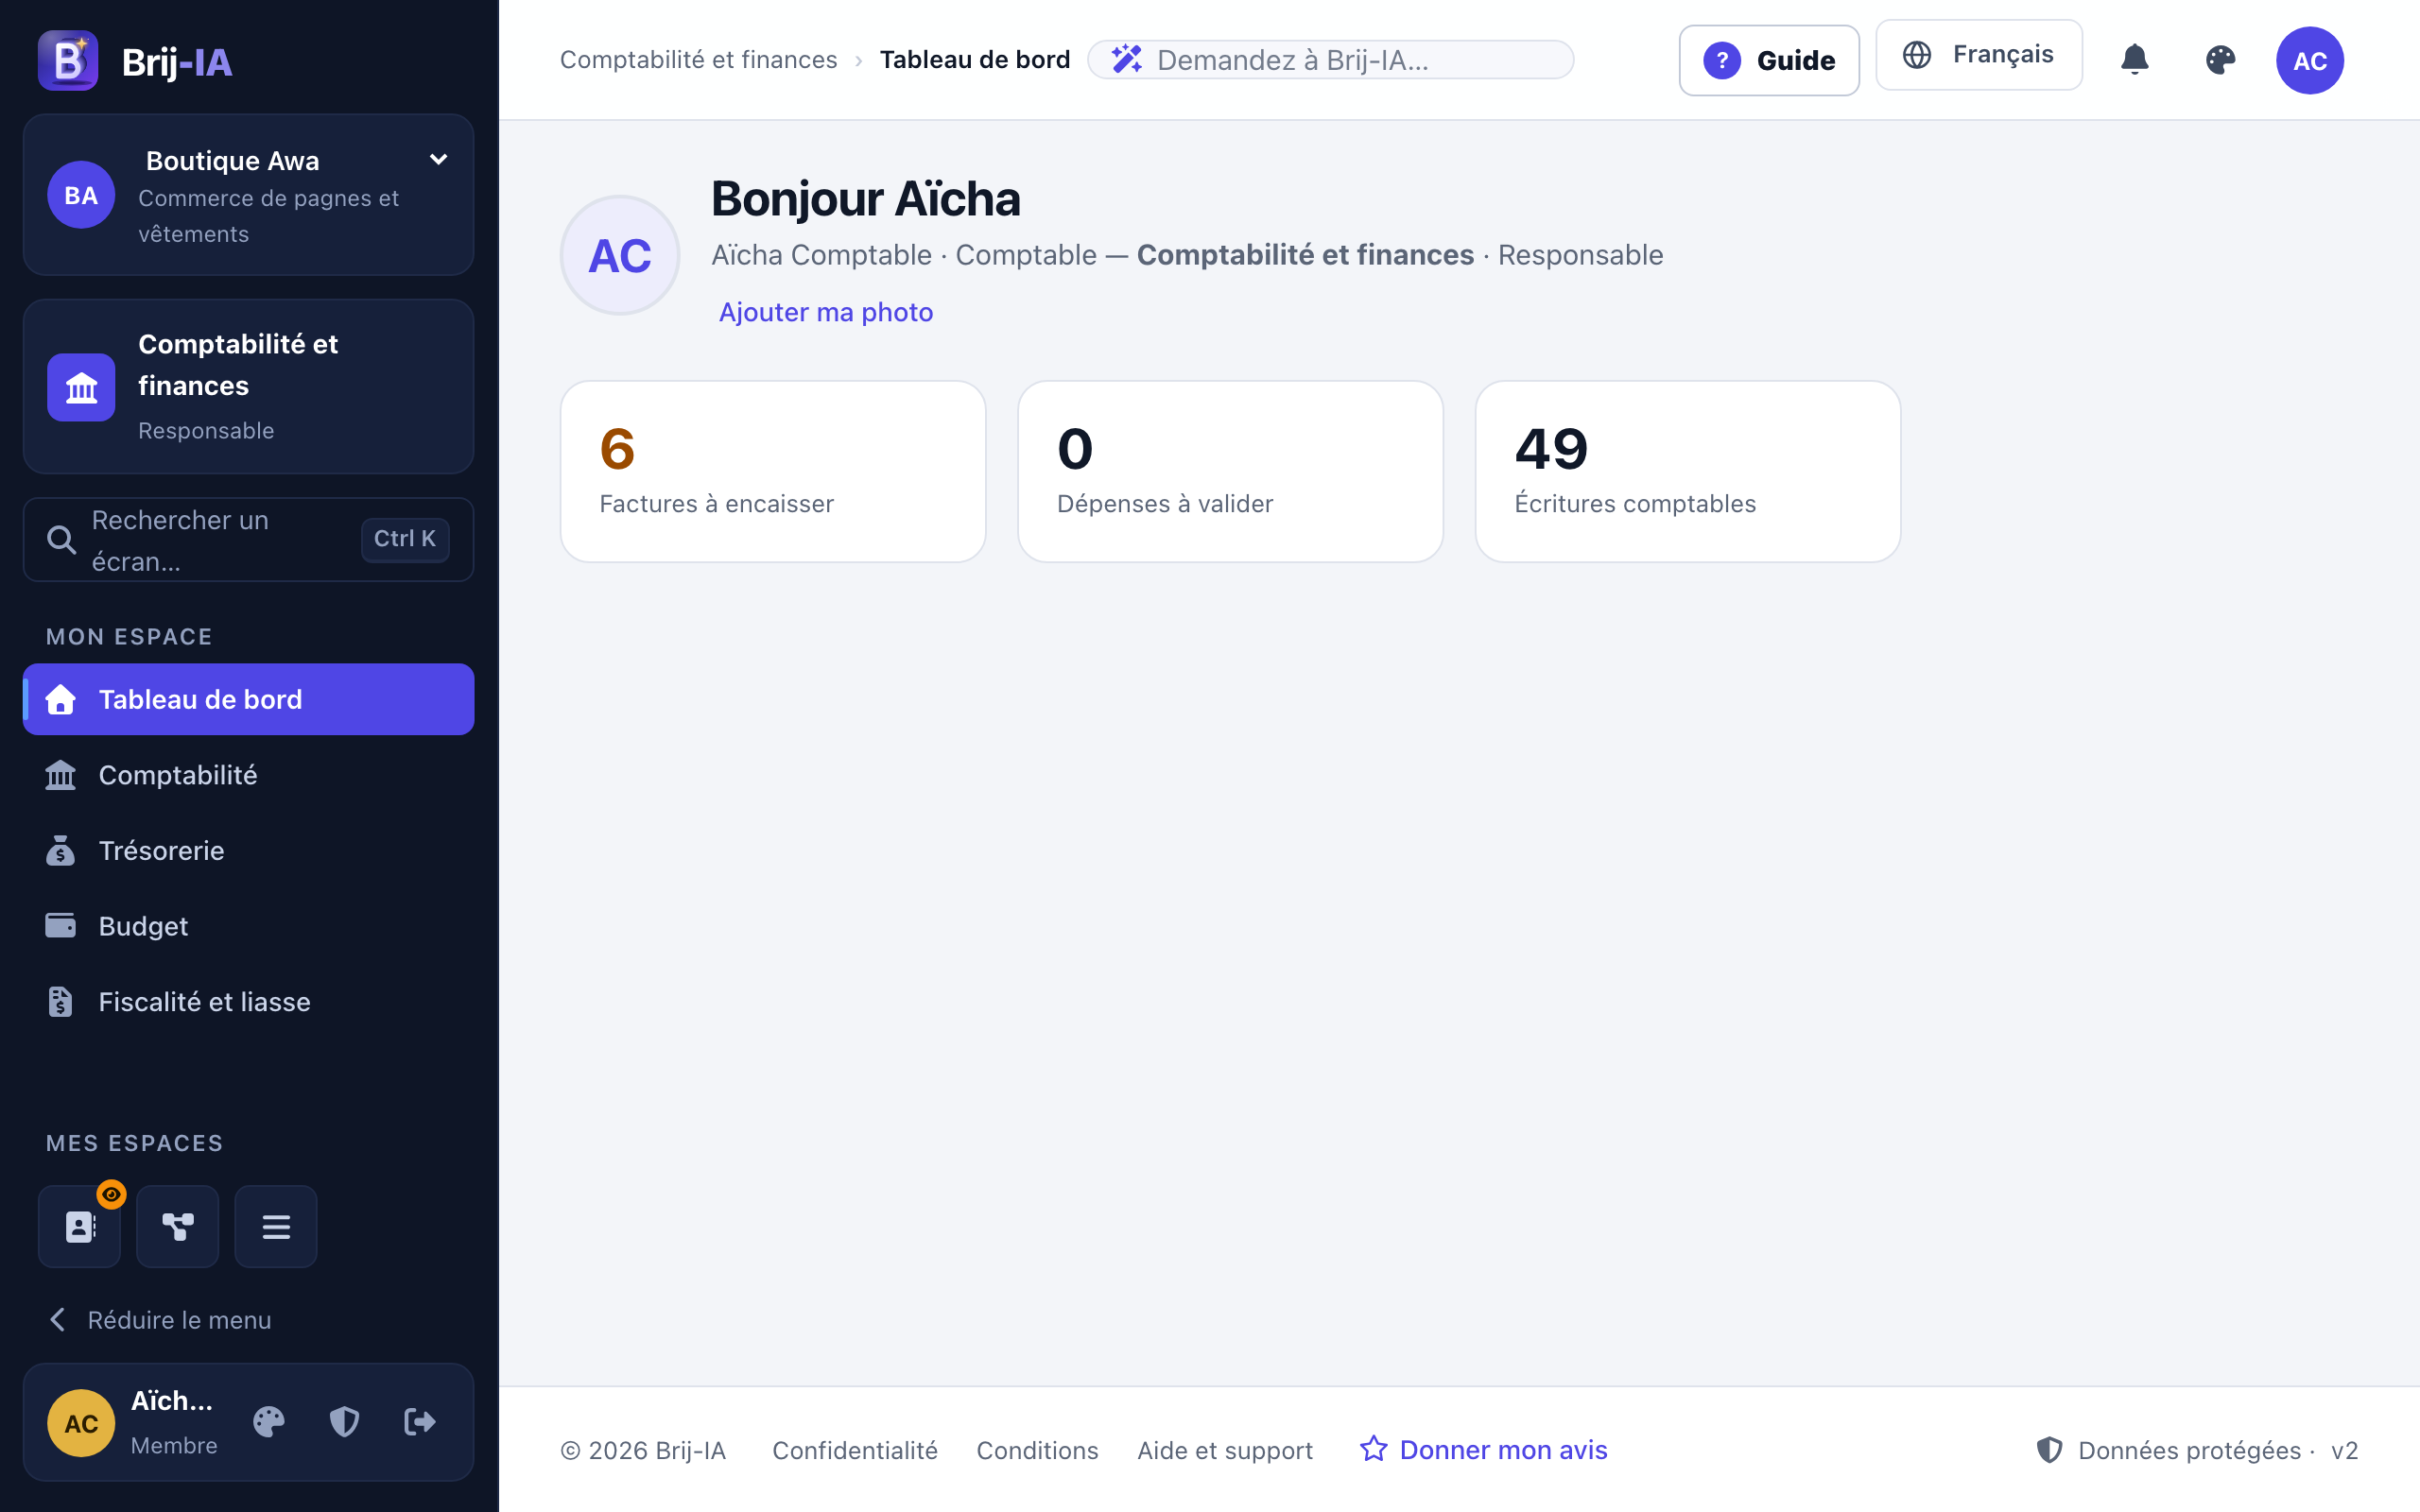 Brij-IA
BA
Boutique Awa
Commerce de pagnes et
vêtements
Comptabilité et
finances
Responsable
Rechercher un
écran...
Ctrl K
MON ESPACE
Tableau de bord
Comptabilité
Trésorerie
Budget
Fiscalité et liasse
MES ESPACES
Réduire le menu
AC
Aïch...
Membre
Comptabilité et finances › Tableau de bord
Demandez à Brij-IA...
? Guide
Français
AC
AC
Bonjour Aïcha
Aïcha Comptable · Comptable — Comptabilité et finances · Responsable
Ajouter ma photo
6
Factures à encaisser
0
Dépenses à valider
49
Écritures comptables
© 2026 Brij-IA
Confidentialité
Conditions
Aide et support
Donner mon avis
Données protégées · v2